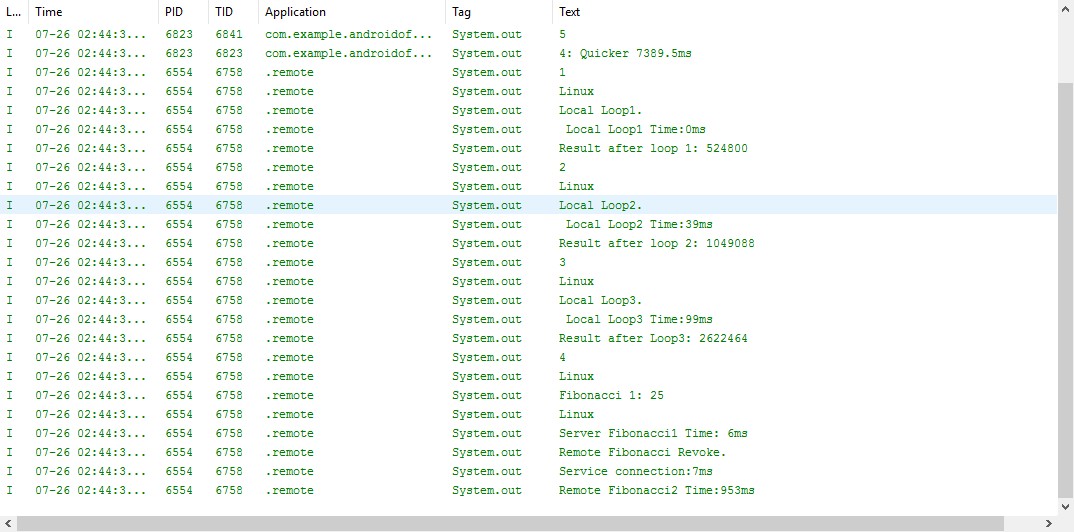 L... Time PID TID Application Tag Text
I 07-26 02:44:3... 6823 6841 com.example.androidof... System.out 5
I 07-26 02:44:3... 6823 6823 com.example.androidof... System.out 4: Quicker 7389.5ms
I 07-26 02:44:3... 6554 6758 .remote System.out 1
I 07-26 02:44:3... 6554 6758 .remote System.out Linux
I 07-26 02:44:3... 6554 6758 .remote System.out Local Loop1.
I 07-26 02:44:3... 6554 6758 .remote System.out Local Loop1 Time:0ms
I 07-26 02:44:3... 6554 6758 .remote System.out Result after loop 1: 524800
I 07-26 02:44:3... 6554 6758 .remote System.out 2
I 07-26 02:44:3... 6554 6758 .remote System.out Linux
I 07-26 02:44:3... 6554 6758 .remote System.out Local Loop2.
I 07-26 02:44:3... 6554 6758 .remote System.out Local Loop2 Time:39ms
I 07-26 02:44:3... 6554 6758 .remote System.out Result after loop 2: 1049088
I 07-26 02:44:3... 6554 6758 .remote System.out 3
I 07-26 02:44:3... 6554 6758 .remote System.out Linux
I 07-26 02:44:3... 6554 6758 .remote System.out Local Loop3.
I 07-26 02:44:3... 6554 6758 .remote System.out Local Loop3 Time:99ms
I 07-26 02:44:3... 6554 6758 .remote System.out Result after Loop3: 2622464
I 07-26 02:44:3... 6554 6758 .remote System.out 4
I 07-26 02:44:3... 6554 6758 .remote System.out Linux
I 07-26 02:44:3... 6554 6758 .remote System.out Fibonacci 1: 25
I 07-26 02:44:3... 6554 6758 .remote System.out Linux
I 07-26 02:44:3... 6554 6758 .remote System.out Server Fibonacci1 Time: 6ms
I 07-26 02:44:3... 6554 6758 .remote System.out Remote Fibonacci Revoke.
I 07-26 02:44:3... 6554 6758 .remote System.out Service connection:7ms
I 07-26 02:44:3... 6554 6758 .remote System.out Remote Fibonacci2 Time:953ms